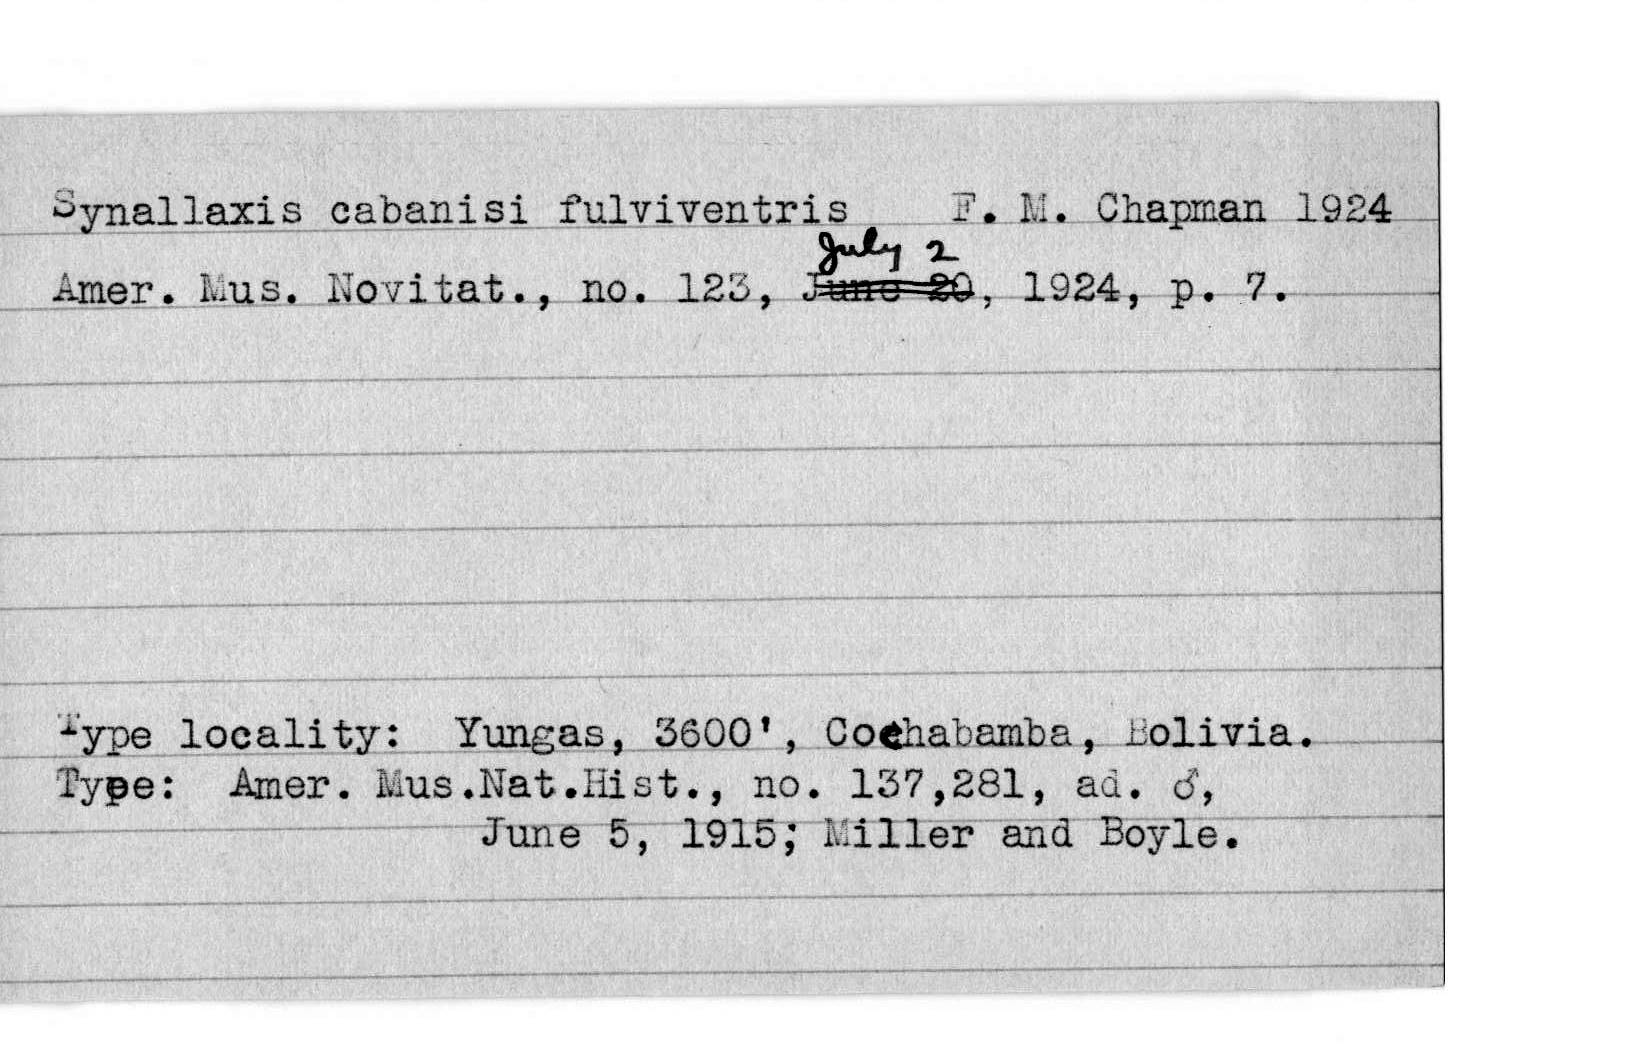 Synallaxis cabanisi fulviventris F. M. Chapman 1924
July 2
Amer. Mus. Novitat., no. 123, June 20, 1924, p. 7.
Type locality: Yungas, 3600', Cochabamba, Bolivia.
Type: Amer. Mus.Nat.Hist., no. 137,281, ad. ♂,
June 5, 1915; Miller and Boyle.